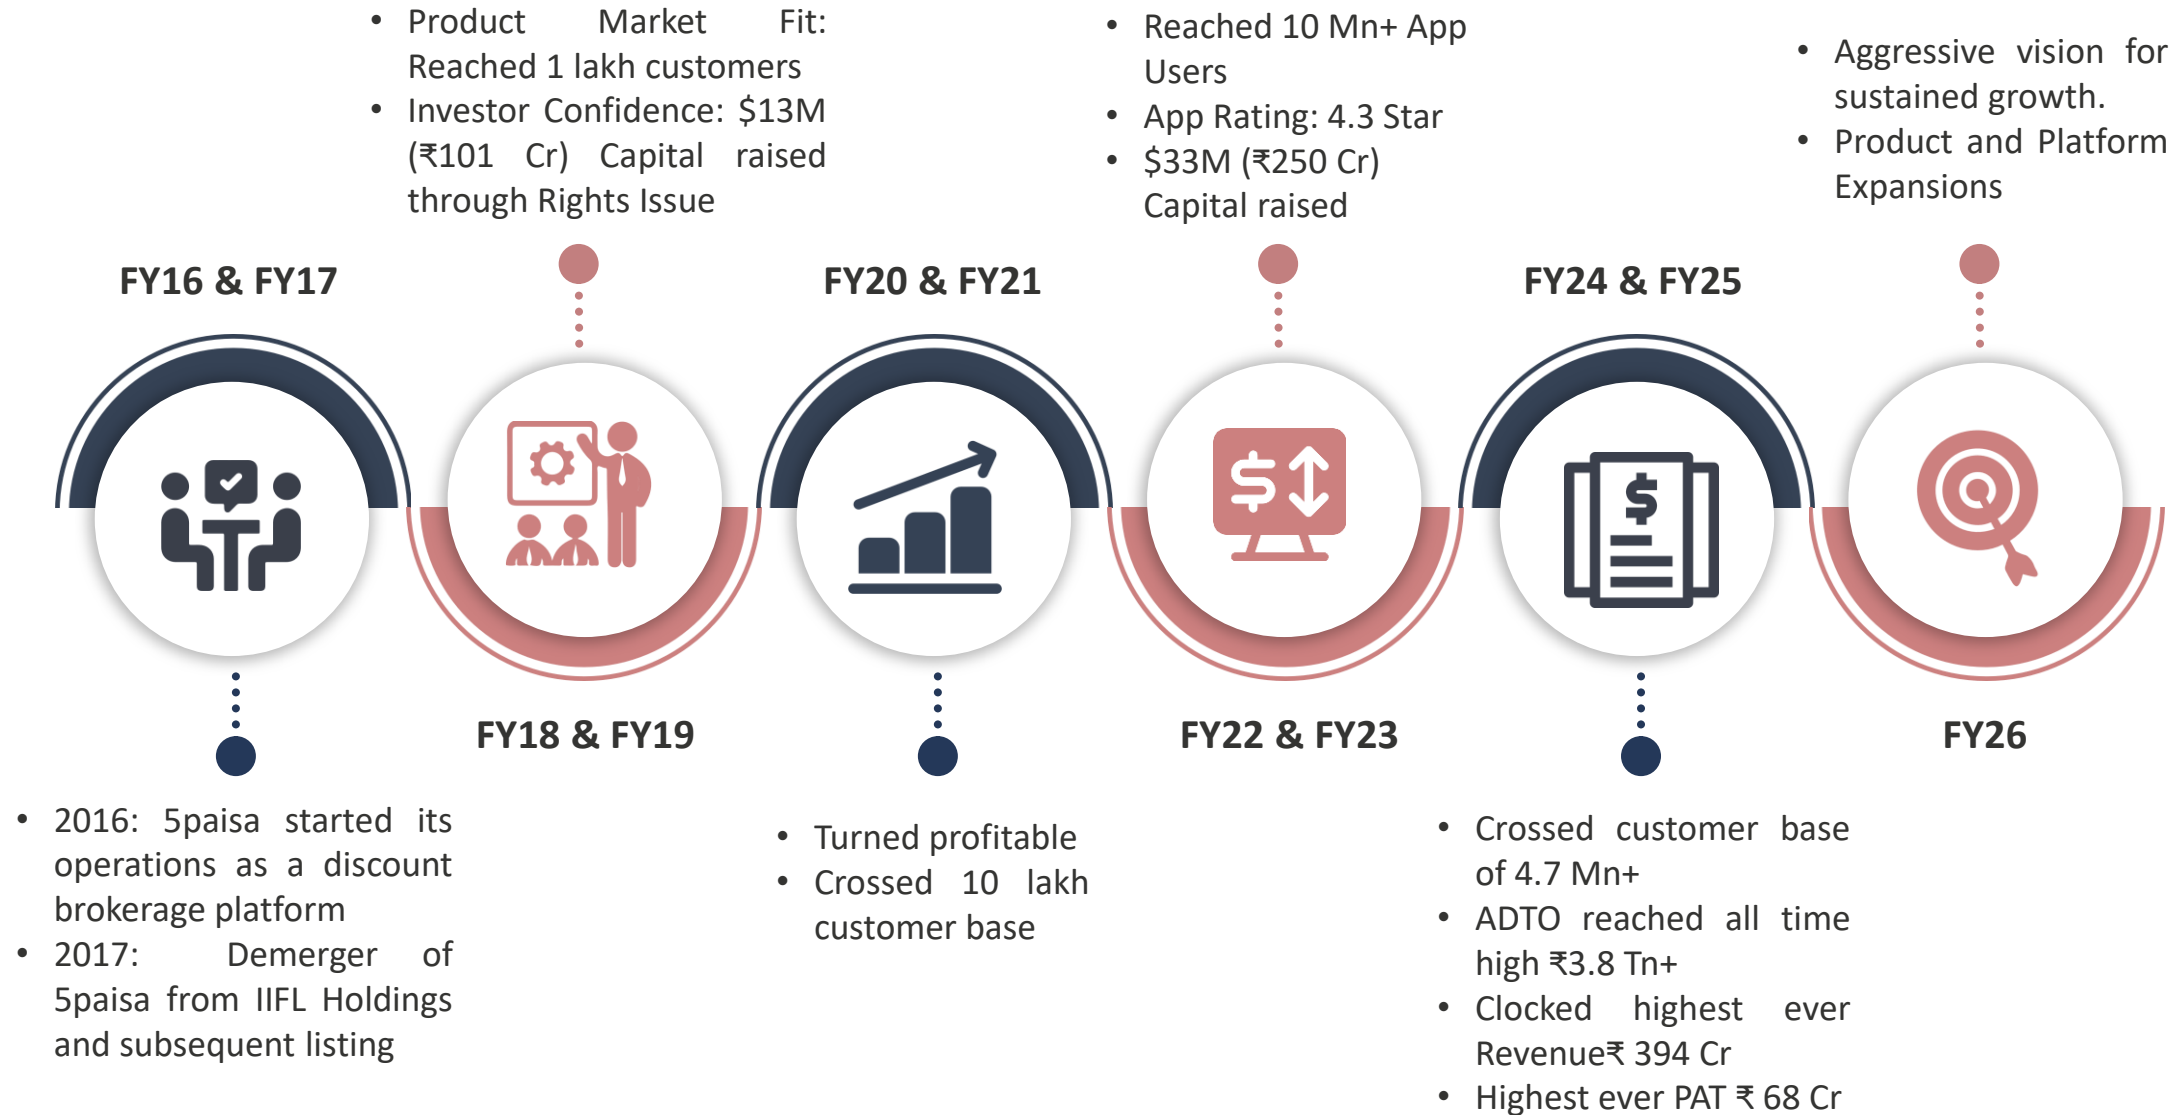 • Product Market Fit:
Reached 1 lakh customers
• Investor Confidence: $13M
(₹101 Cr) Capital raised
through Rights Issue
• Reached 10 Mn+ App
Users
• App Rating: 4.3 Star
• $33M (₹250 Cr)
Capital raised
• Aggressive vision for
sustained growth.
• Product and Platform
Expansions
FY16 & FY17
FY20 & FY21
FY24 & FY25
FY18 & FY19
FY22 & FY23
FY26
• 2016: 5paisa started its
operations as a discount
brokerage platform
• 2017: Demerger of
5paisa from IIFL Holdings
and subsequent listing
• Turned profitable
• Crossed 10 lakh
customer base
• Crossed customer base
of 4.7 Mn+
• ADTO reached all time
high ₹3.8 Tn+
• Clocked highest ever
Revenue₹ 394 Cr
• Highest ever PAT ₹ 68 Cr